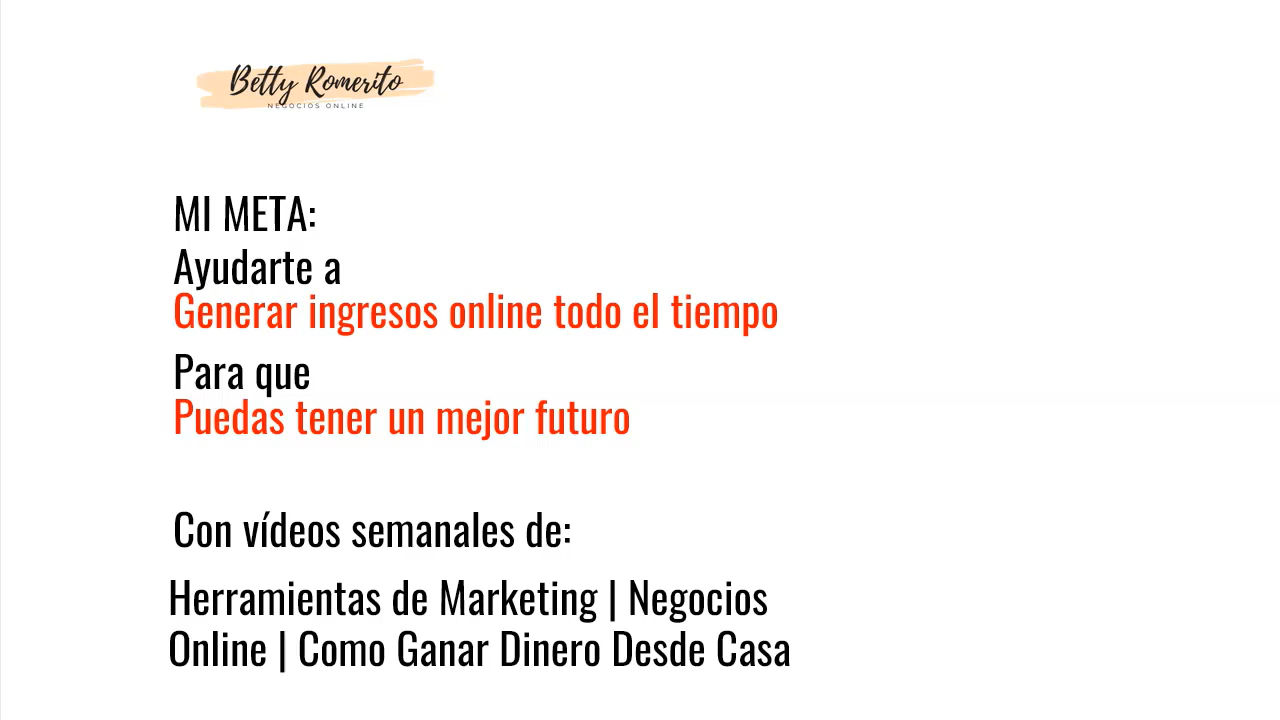 Betty Romerito
NEGOCIOS ONLINE
MI META:
Ayudarte a
Generar ingresos online todo el tiempo
Para que
Puedas tener un mejor futuro
Con vídeos semanales de:
Herramientas de Marketing | Negocios
Online | Como Ganar Dinero Desde Casa